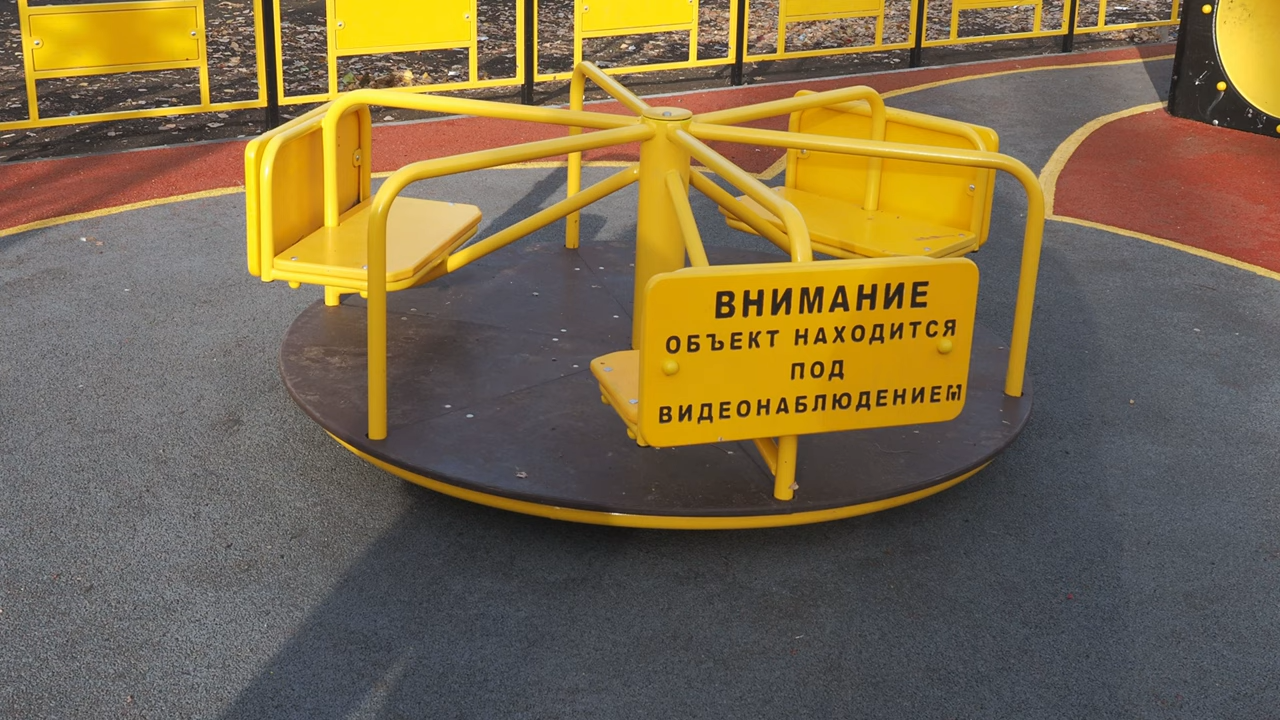 ВНИМАНИЕ
ОБЪЕКТ НАХОДИТСЯ
ПОД
ВИДЕОНАБЛЮДЕНИЕМ